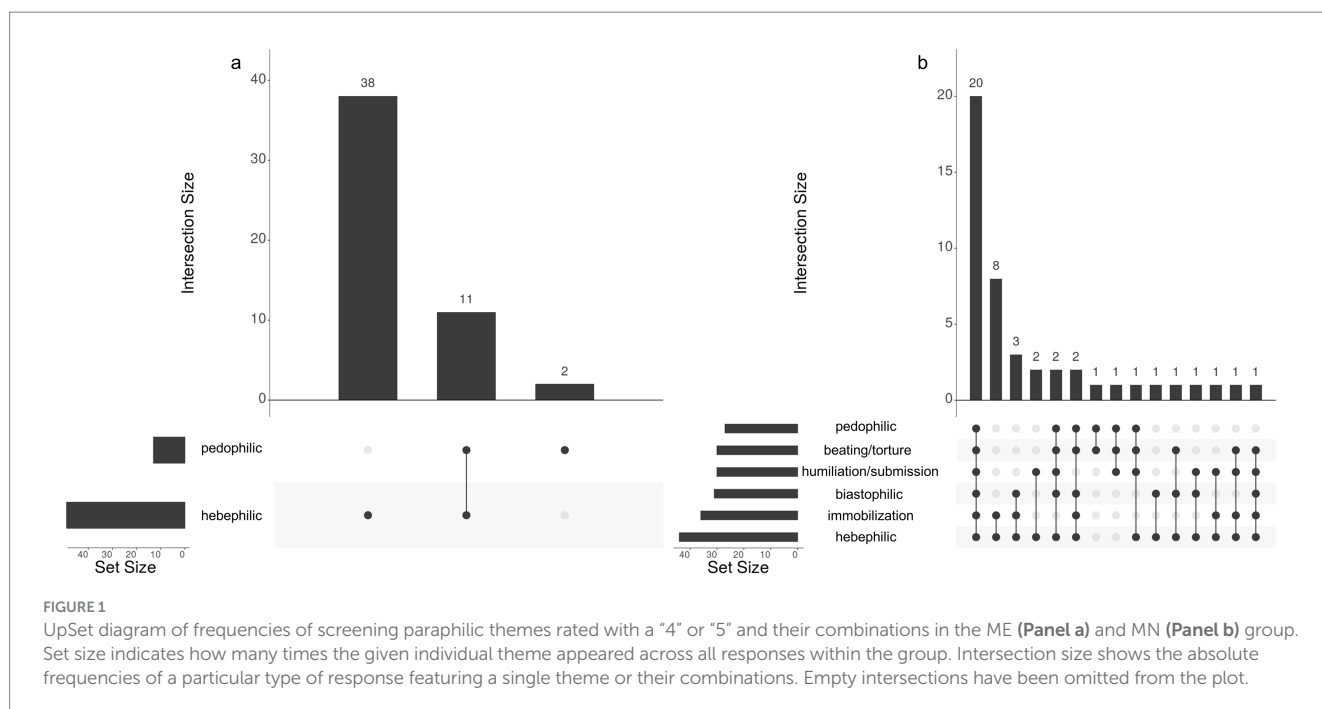 a
40
30
20
10
0
Intersection Size
38
11
2
pedophilic
hebephilic
40 30 20 10 0
Set Size
b
20
15
10
5
0
Intersection Size
20
8
3
2 2 2
1 1 1 1 1 1 1 1 1
pedophilic
beating/torture
humiliation/submission
biastophilic
immobilization
hebephilic
40 30 20 10 0
Set Size
FIGURE 1
UpSet diagram of frequencies of screening paraphilic themes rated with a “4” or “5” and their combinations in the ME (Panel a) and MN (Panel b) group.
Set size indicates how many times the given individual theme appeared across all responses within the group. Intersection size shows the absolute
frequencies of a particular type of response featuring a single theme or their combinations. Empty intersections have been omitted from the plot.